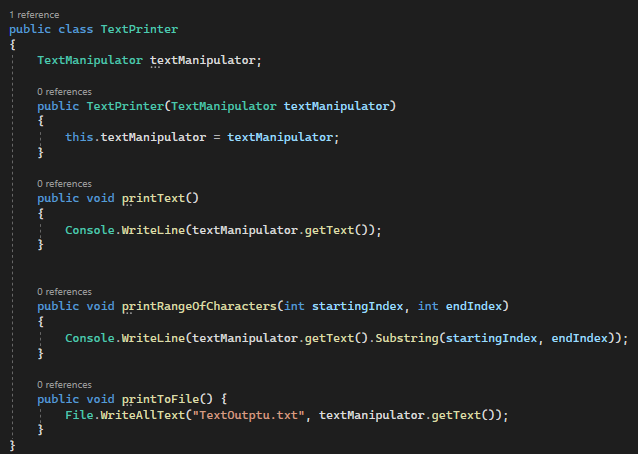 1 reference
public class TextPrinter
{
TextManipulator textManipulator;
0 references
public TextPrinter(TextManipulator textManipulator)
{
this.textManipulator = textManipulator;
}
0 references
public void printText()
{
Console.WriteLine(textManipulator.getText());
}
0 references
public void printRangeOfCharacters(int startingIndex, int endIndex)
{
Console.WriteLine(textManipulator.getText().Substring(startingIndex, endIndex));
}
0 references
public void printToFile() {
File.WriteAllText("TextOutptu.txt", textManipulator.getText());
}
}